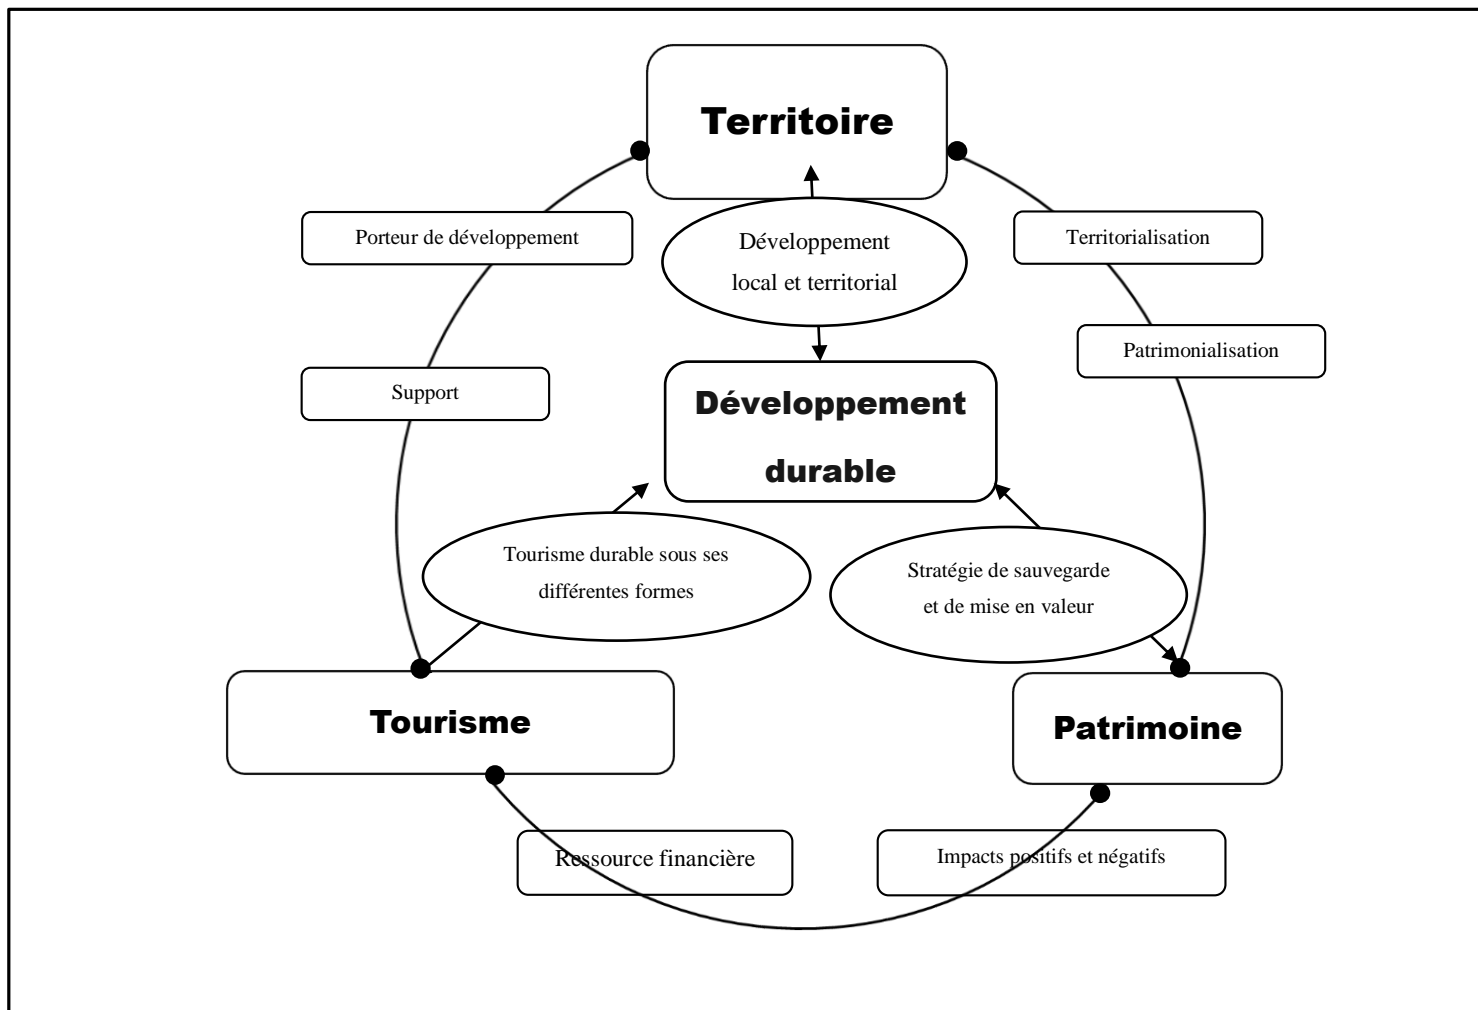 Territoire
Porteur de développement
Territorialisation
Développement
local et territorial
Patrimonialisation
Support
Développement
durable
Tourisme durable sous ses
différentes formes
Stratégie de sauvegarde
et de mise en valeur
Tourisme
Patrimoine
Ressource financière
Impacts positifs et négatifs